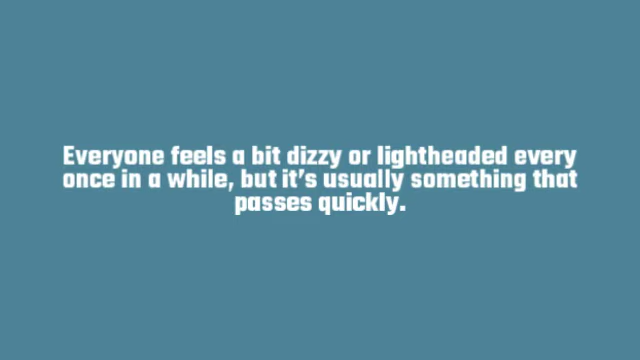 Everyone feels a bit dizzy or lightheaded every
once in a while, but it’s usually something that
passes quickly.